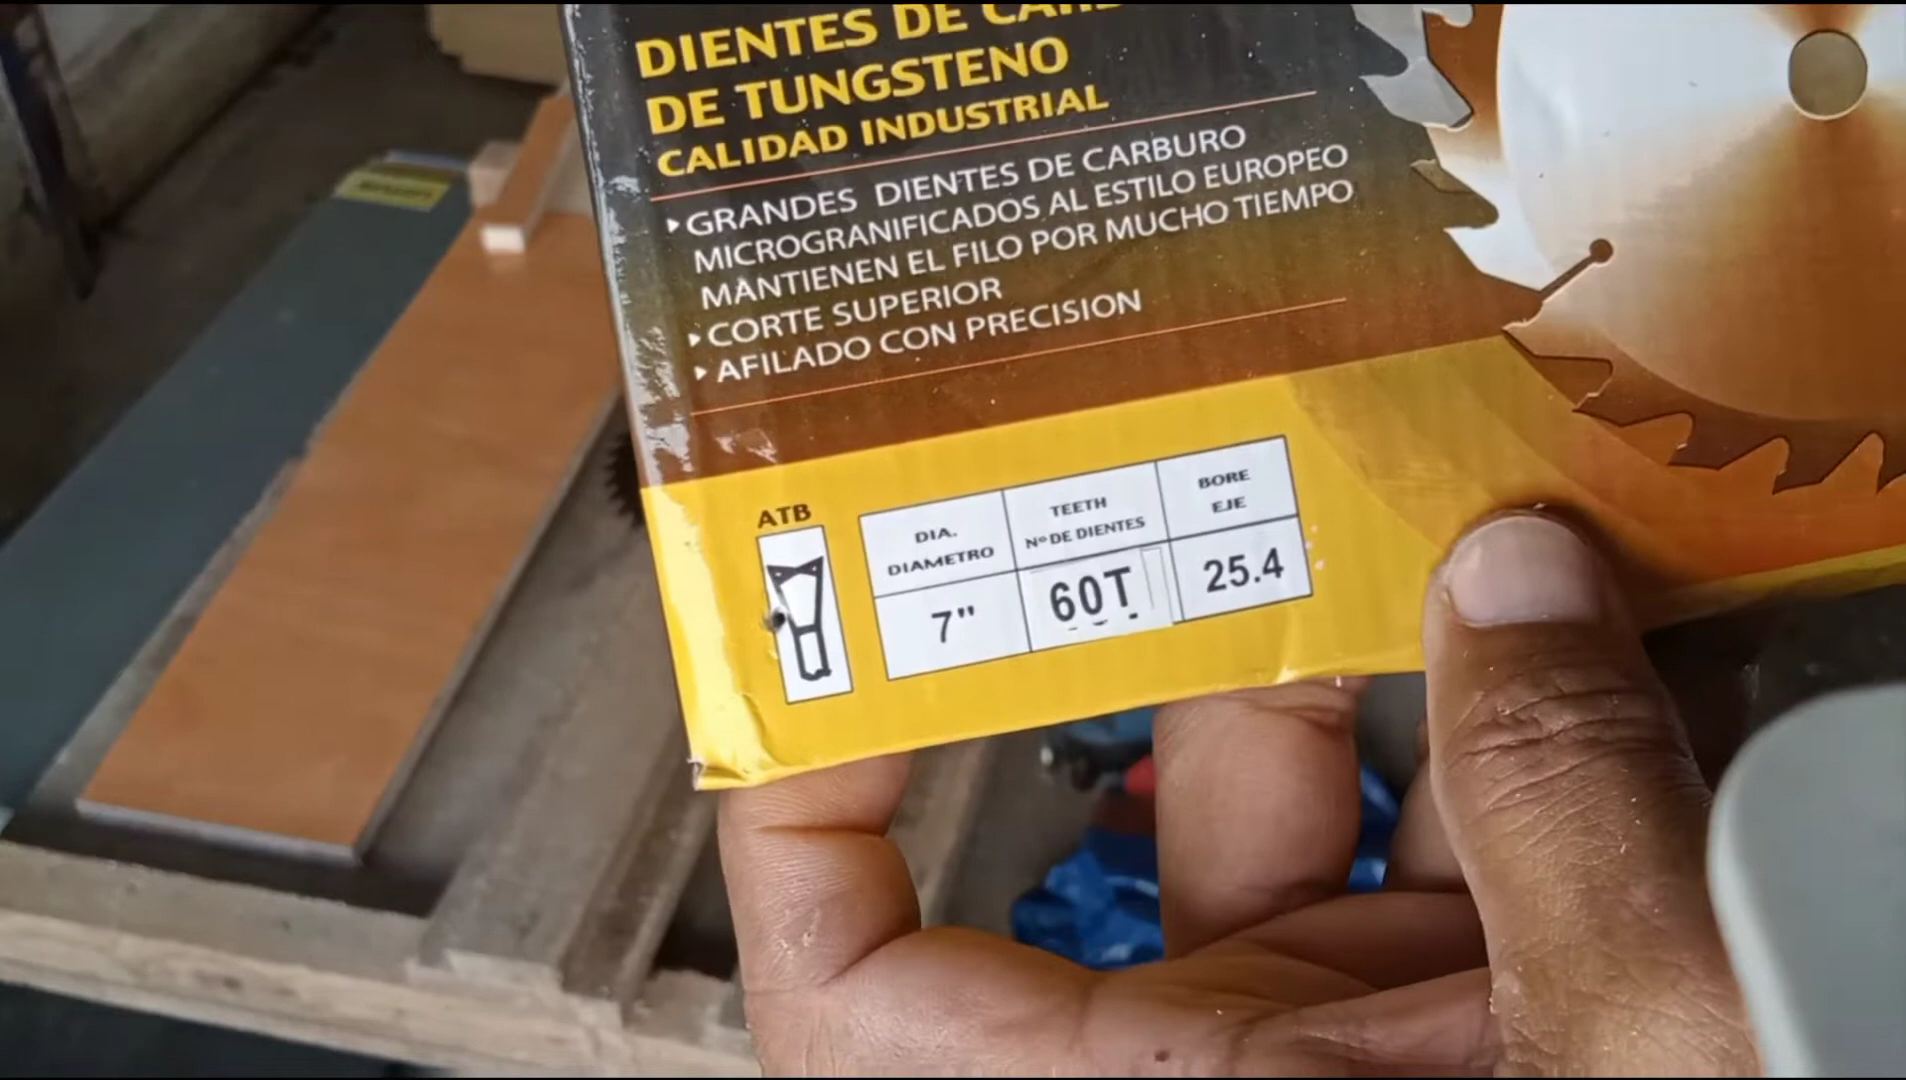 DIENTES DE
DE TUNGSTENO
CALIDAD INDUSTRIAL
▸GRANDES DIENTES DE CARBURO
MICROGRANIFICADOS AL ESTILO EUROPEO
MANTIENEN EL FILO POR MUCHO TIEMPO
▸CORTE SUPERIOR
▸AFILADO CON PRECISION
ATB
DIA.
DIAMETRO
TEETH
Nº DE DIENTES
BORE
EJE
7"
60T
25.4